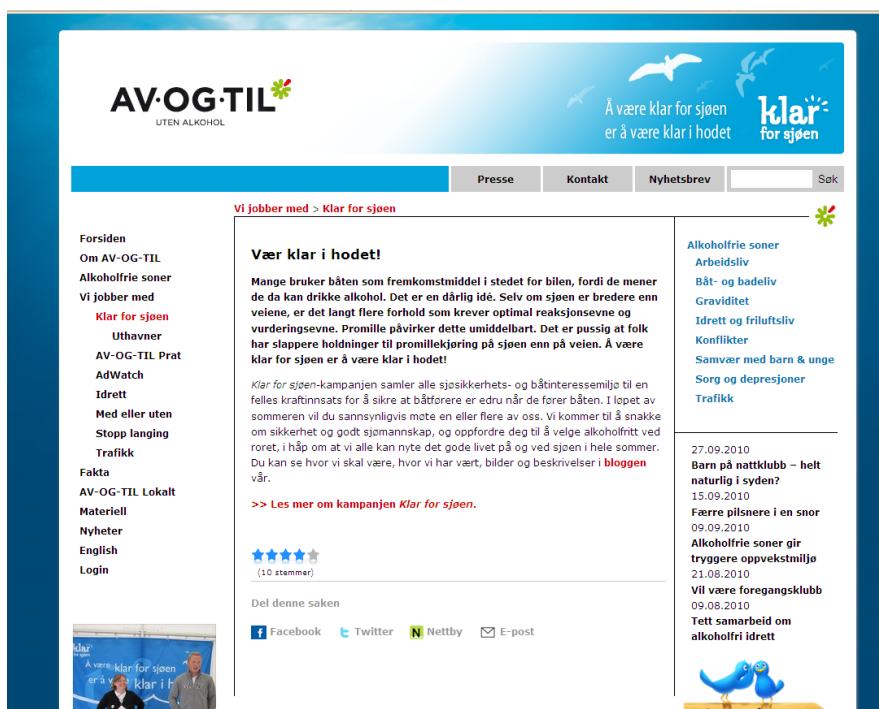 AV·OG·TIL
UTEN ALKOHOL
Å være klar for sjøen
er å være klar i hodet
klar
for sjøen
Presse
Kontakt
Nyhetsbrev
Søk
Vi jobber med > Klar for sjøen
Forsiden
Om AV-OG-TIL
Alkoholfrie soner
Vi jobber med
Klar for sjøen
Uthavner
AV-OG-TIL Prat
AdWatch
Idrett
Med eller uten
Stopp langing
Trafikk
Fakta
AV-OG-TIL Lokalt
Materiell
Nyheter
English
Login
klar
for sjøen
Å være klar for sjøen
Vær klar i hodet!
Mange bruker båten som fremkomstmiddel i stedet for bilen, fordi de mener
de da kan drikke alkohol. Det er en dårlig idé. Selv om sjøen er bredere enn
veiene, er det langt flere forhold som krever optimal reaksjonsevne og
vurderingsevne. Promille påvirker dette umiddelbart. Det er pussig at folk
har slappere holdninger til promillekjøring på sjøen enn på veien. Å være
klar for sjøen er å være klar i hodet!
Klar for sjøen-kampanjen samler alle sjøsikkerhets- og båtinteressemiljø til en
felles kraftinnsats for å sikre at båtførere er edru når de fører båten. I løpet av
sommeren vil du sannsynligvis møte en eller flere av oss. Vi kommer til å snakke
om sikkerhet og godt sjømannskap, og oppfordre deg til å velge alkoholfritt ved
roret, i håp om at vi alle kan nyte det gode livet på og ved sjøen i hele sommer.
Du kan se hvor vi skal være, hvor vi har vært, bilder og beskrivelser i bloggen
vår.
>> Les mer om kampanjen Klar for sjøen.
(10 stemmer)
Del denne saken
Facebook
Twitter
N Nettby
E-post
Alkoholfrie soner
Arbeidsliv
Båt- og badeliv
Graviditet
Idrett og friluftsliv
Konflikter
Samvær med barn & unge
Sorg og depresjoner
Trafikk
27.09.2010
Barn på nattklubb – helt
naturlig i syden?
15.09.2010
Færre pilsnere i en snor
09.09.2010
Alkoholfrie soner gir
tryggere oppvekstmiljø
21.08.2010
Vil være foregangsklubb
09.08.2010
Tett samarbeid om
alkoholfri idrett